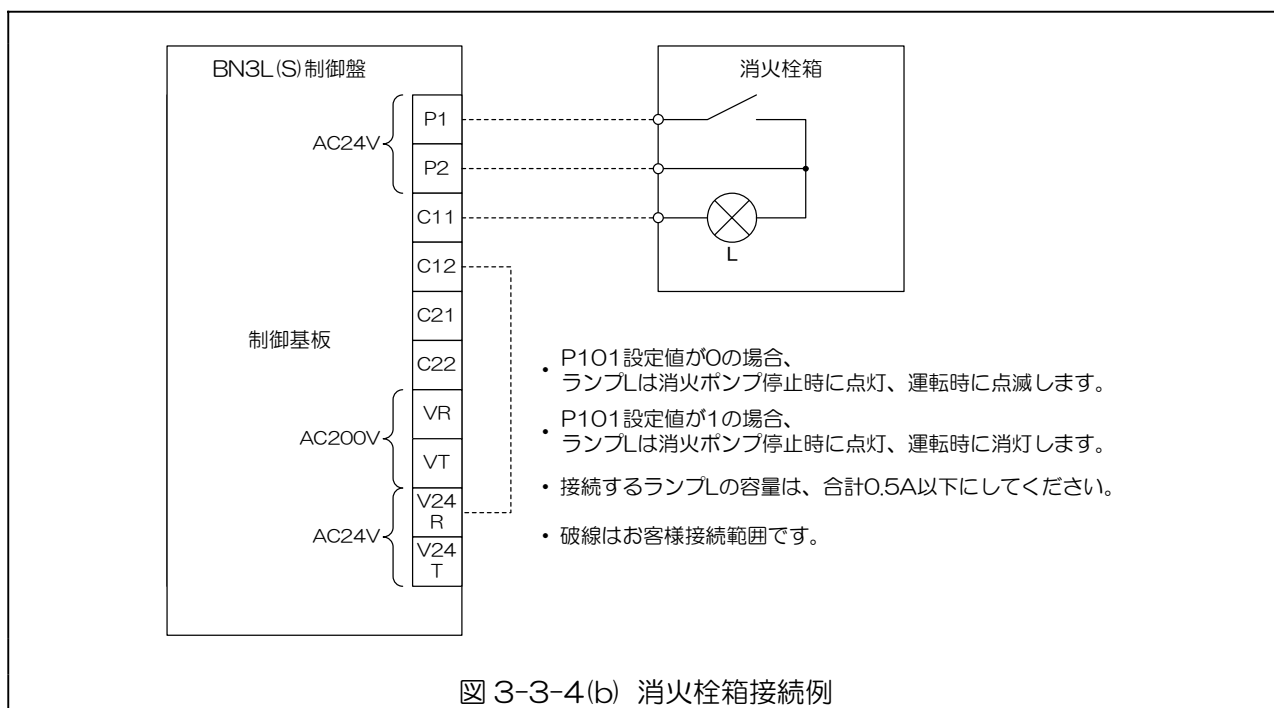 BN3L(S)制御盤
消火栓箱
AC24V
P1
P2
C11
L
C12
C21
制御基板
C22
AC200V
VR
VT
AC24V
V24
R
V24
T
・ P101設定値が0の場合、
ランプLは消火ポンプ停止時に点灯、運転時に点滅します。
・ P101設定値が1の場合、
ランプLは消火ポンプ停止時に点灯、運転時に消灯します。
・ 接続するランプLの容量は、合計0.5A以下にしてください。
・ 破線はお客様接続範囲です。
図 3-3-4(b) 消火栓箱接続例